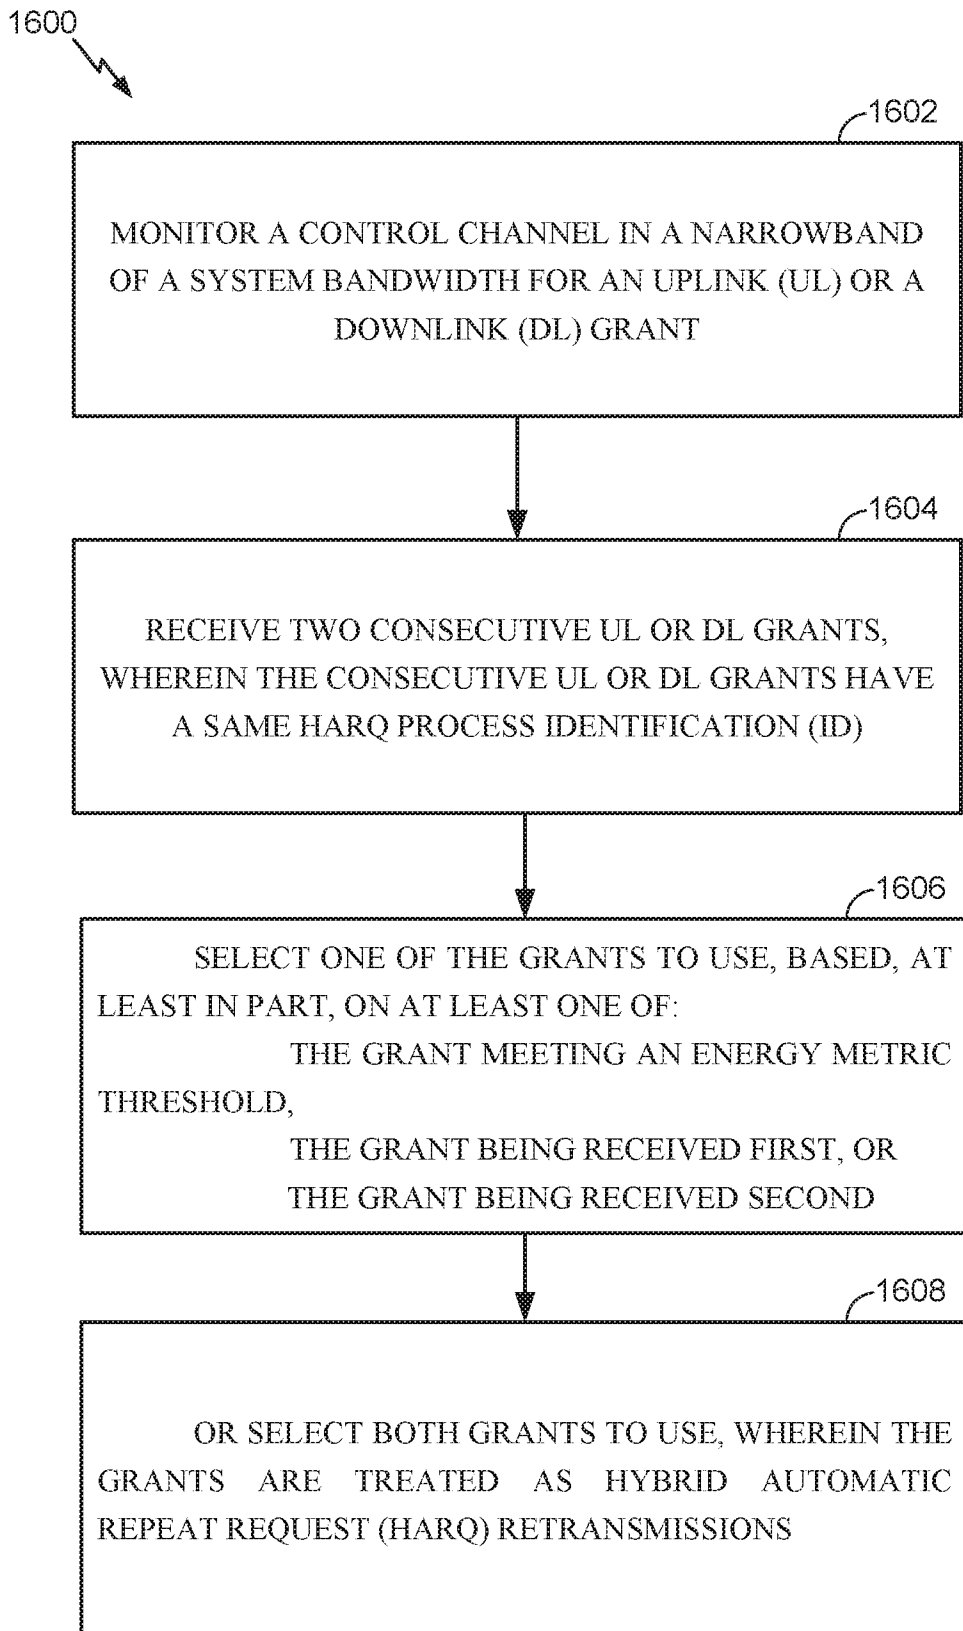 1600
1602
MONITOR A CONTROL CHANNEL IN A NARROWBAND
OF A SYSTEM BANDWIDTH FOR AN UPLINK (UL) OR A
DOWNLINK (DL) GRANT
1604
RECEIVE TWO CONSECUTIVE UL OR DL GRANTS,
WHEREIN THE CONSECUTIVE UL OR DL GRANTS HAVE
A SAME HARQ PROCESS IDENTIFICATION (ID)
1606
SELECT ONE OF THE GRANTS TO USE, BASED, AT
LEAST IN PART, ON AT LEAST ONE OF:
THE GRANT MEETING AN ENERGY METRIC
THRESHOLD,
THE GRANT BEING RECEIVED FIRST, OR
THE GRANT BEING RECEIVED SECOND
1608
OR SELECT BOTH GRANTS TO USE, WHEREIN THE
GRANTS ARE TREATED AS HYBRID AUTOMATIC
REPEAT REQUEST (HARQ) RETRANSMISSIONS